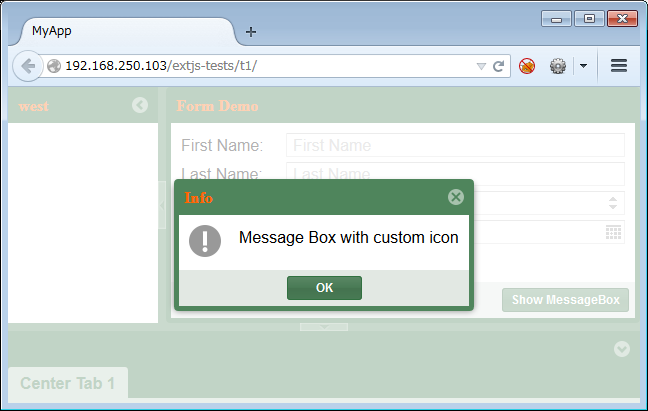 MyApp
192.168.250.103/extjs-tests/t1/
west
Form Demo
First Name: First Name
Last Name: Last Name
Info
Message Box with custom icon
OK
Show MessageBox
Center Tab 1